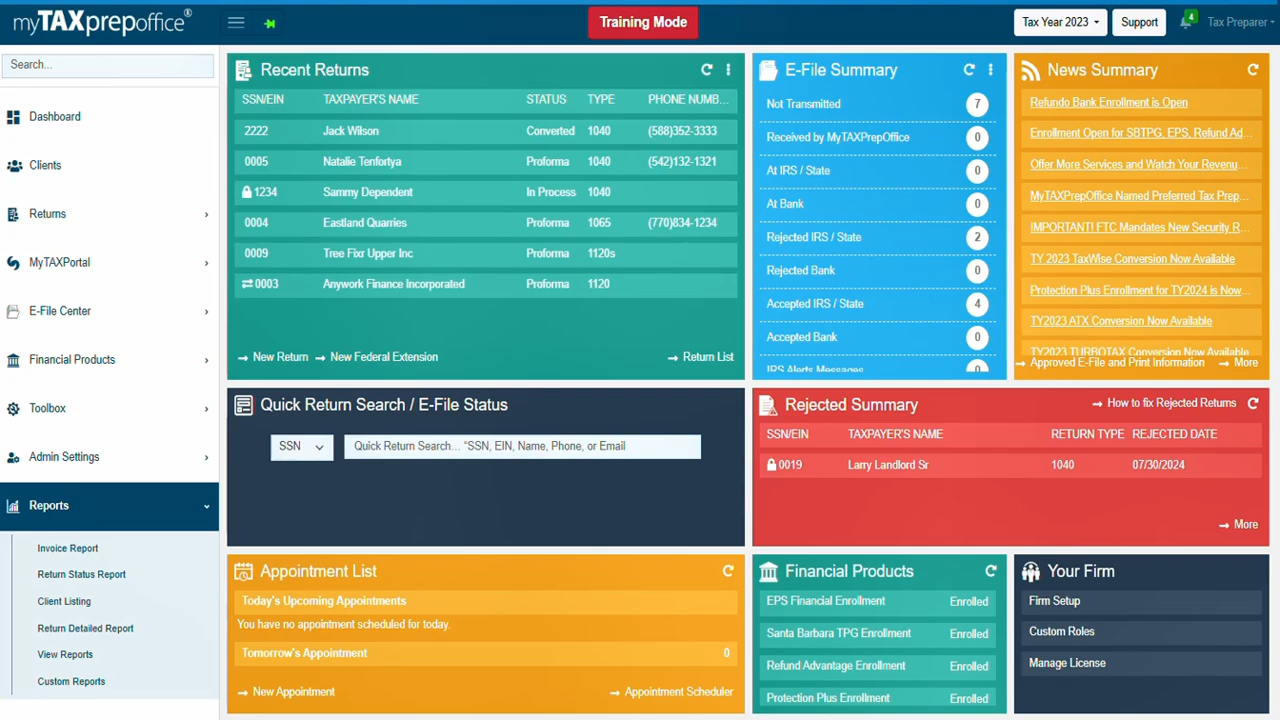 myTAXprepoffice®
Training Mode
Tax Year 2023
Support
4
Tax Preparer
Search...
Dashboard
Clients
Returns
MyTAXPortal
E-File Center
Financial Products
Toolbox
Admin Settings
Reports
Invoice Report
Return Status Report
Client Listing
Return Detailed Report
View Reports
Custom Reports
Recent Returns
SSN/EIN TAXPAYER'S NAME STATUS TYPE PHONE NUMB...
2222 Jack Wilson Converted 1040 (588)352-3333
0005 Natalie Tenfortya Proforma 1040 (542)132-1321
1234 Sammy Dependent In Process 1040
0004 Eastland Quarries Proforma 1065 (770)834-1234
0009 Tree Fixr Upper Inc Proforma 1120s
0003 Anywork Finance Incorporated Proforma 1120
→ New Return → New Federal Extension → Return List
E-File Summary
Not Transmitted 7
Received by MyTAXPrepOffice 0
At IRS / State 0
At Bank 0
Rejected IRS / State 2
Rejected Bank 0
Accepted IRS / State 4
Accepted Bank 0
IRS Alerts Messages 0
News Summary
Refundo Bank Enrollment is Open
Enrollment Open for SBTPG, EPS, Refund Ad...
Offer More Services and Watch Your Revenu...
MyTAXPrepOffice Named Preferred Tax Prep...
IMPORTANT! FTC Mandates New Security R...
TY 2023 TaxWise Conversion Now Available
Protection Plus Enrollment for TY2024 is Now...
TY2023 ATX Conversion Now Available
TY2023 TURBOTAX Conversion Now Available
→ Approved E-File and Print Information → More
Quick Return Search / E-File Status
SSN
Quick Return Search... "SSN, EIN, Name, Phone, or Email
Rejected Summary
→ How to fix Rejected Returns
SSN/EIN TAXPAYER'S NAME RETURN TYPE REJECTED DATE
0019 Larry Landlord Sr 1040 07/30/2024
→ More
Appointment List
Today's Upcoming Appointments
You have no appointment scheduled for today.
Tomorrow's Appointment 0
→ New Appointment → Appointment Scheduler
Financial Products
EPS Financial Enrollment Enrolled
Santa Barbara TPG Enrollment Enrolled
Refund Advantage Enrollment Enrolled
Protection Plus Enrollment Enrolled
Your Firm
Firm Setup
Custom Roles
Manage License